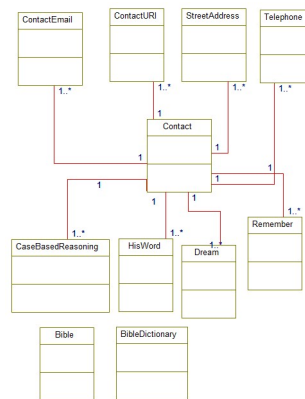 ContactEmail
ContactURI
StreetAddress
Telephone
1..*
1..*
1..*
1..*
1
Contact
1
1
1
1
1
1
1
CaseBasedReasoning
1..*
HisWord
1..*
Dream
1..*
Remember
1..*
Bible
BibleDictionary